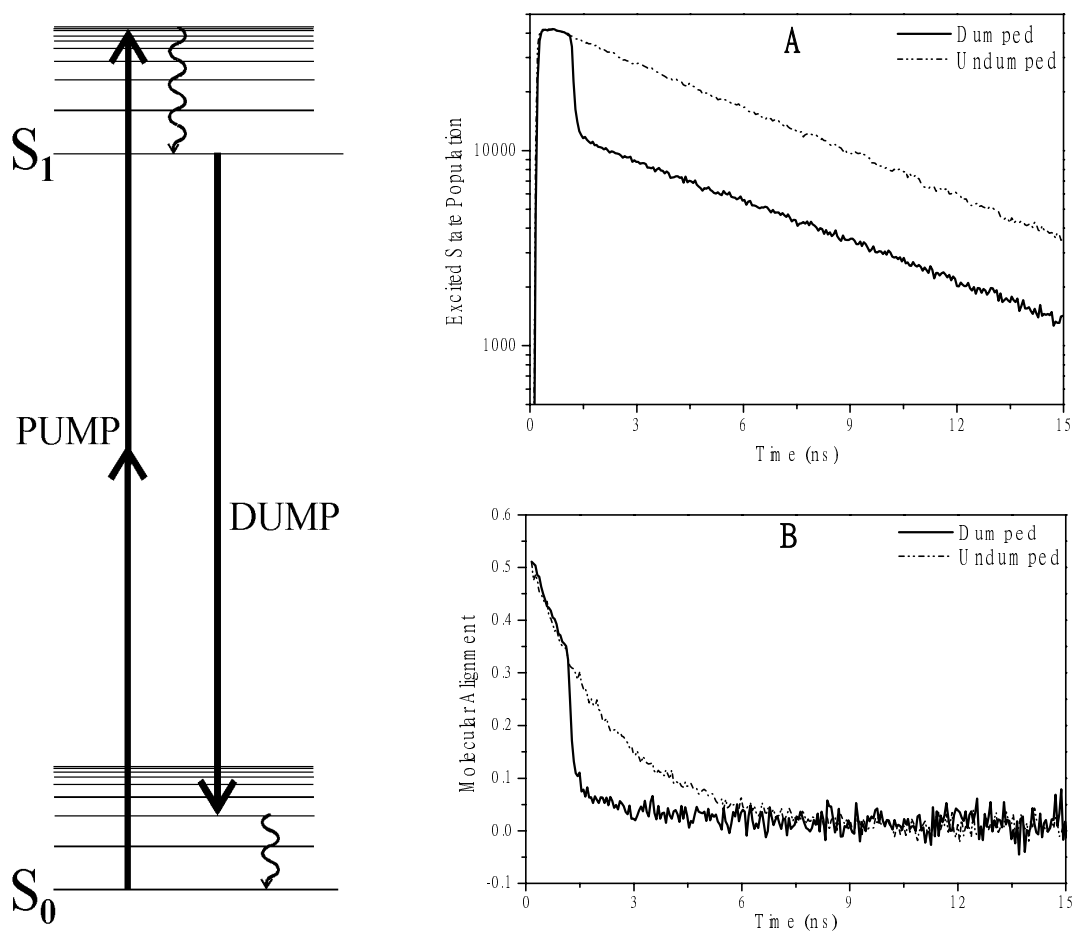 S1
PUMP
DUMP
S0
A
Dumped
Undumped
10000
1000
Excited State Population
0
3
6
9
12
15
Time (ns)
B
Dumped
Undumped
0.6
0.5
0.4
0.3
0.2
0.1
0.0
-0.1
Molecular Alignment
0
3
6
9
12
15
Time (ns)